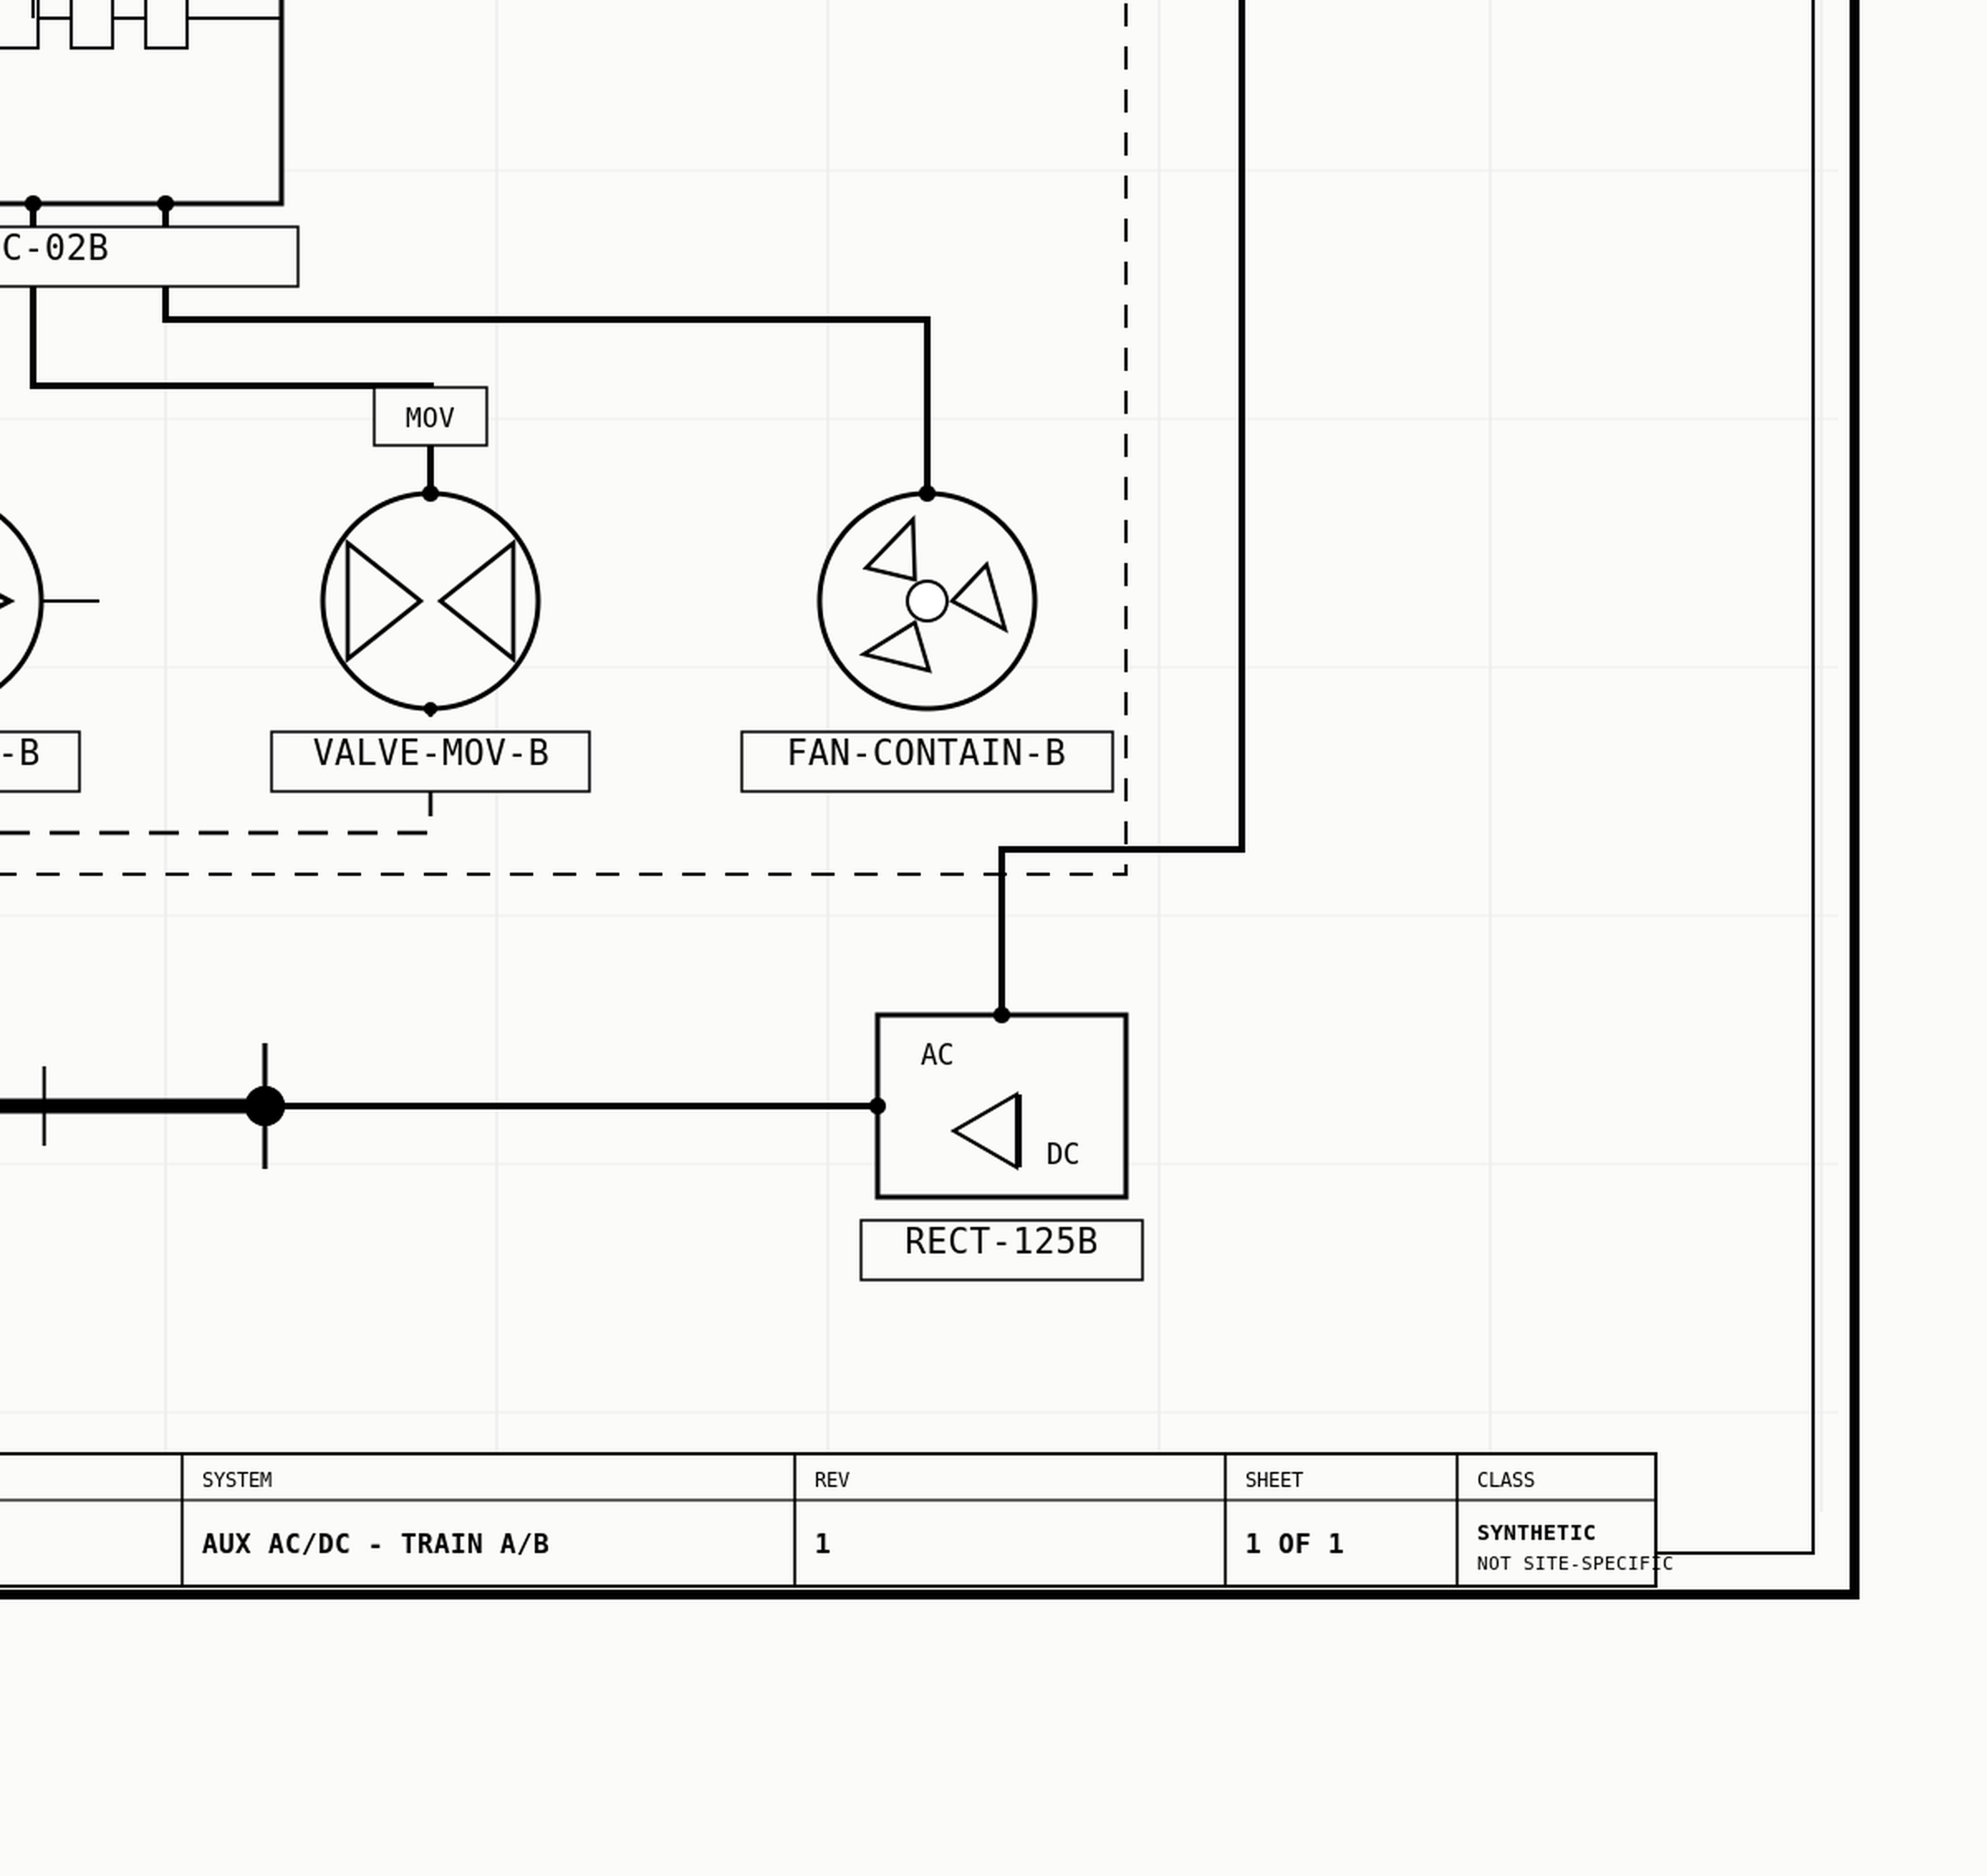 C-02B
MOV
-B
VALVE-MOV-B
FAN-CONTAIN-B
AC
DC
RECT-125B
SYSTEM
REV
SHEET
CLASS
AUX AC/DC - TRAIN A/B
1
1 OF 1
SYNTHETIC
NOT SITE-SPECIFIC